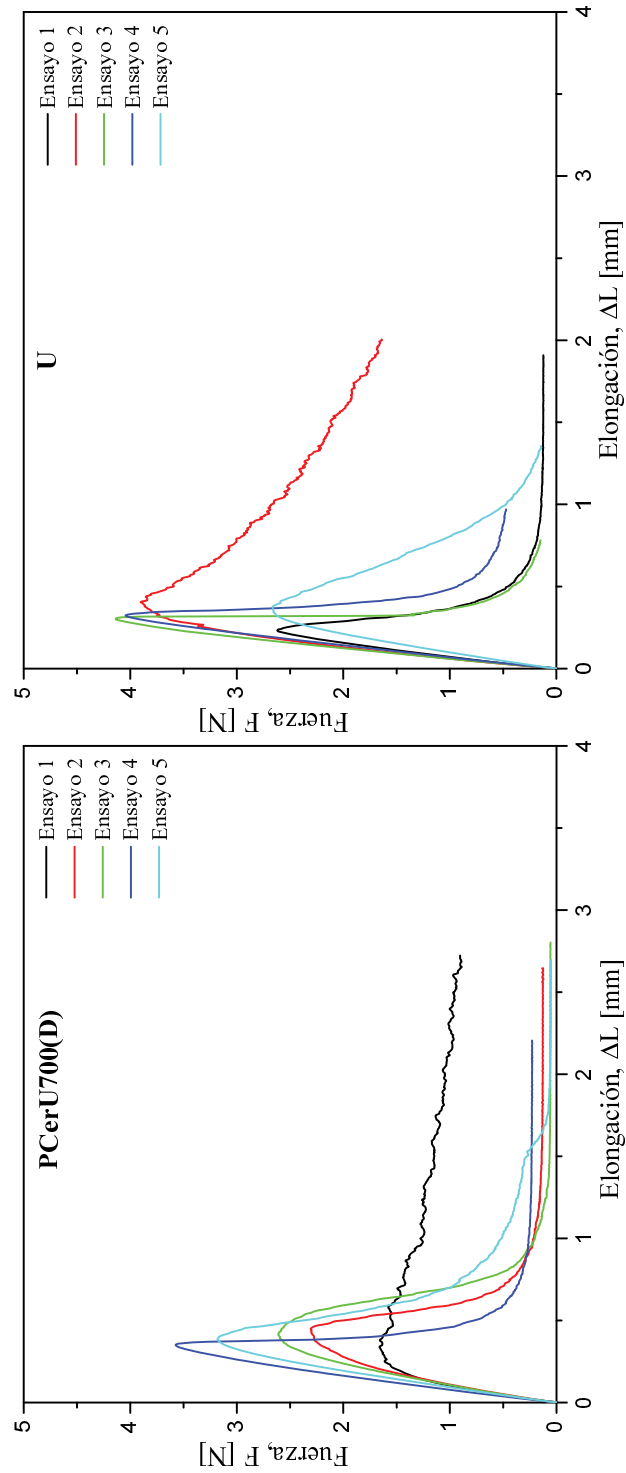 PCerU700(D)
Ensayo 1
Ensayo 2
Ensayo 3
Ensayo 4
Ensayo 5
5
4
3
2
1
0
Fuerza, F [N]
0
1
2
3
4
Elongación, ΔL [mm]
U
Ensayo 1
Ensayo 2
Ensayo 3
Ensayo 4
Ensayo 5
5
4
3
2
1
0
Fuerza, F [N]
0
1
2
3
4
Elongación, ΔL [mm]